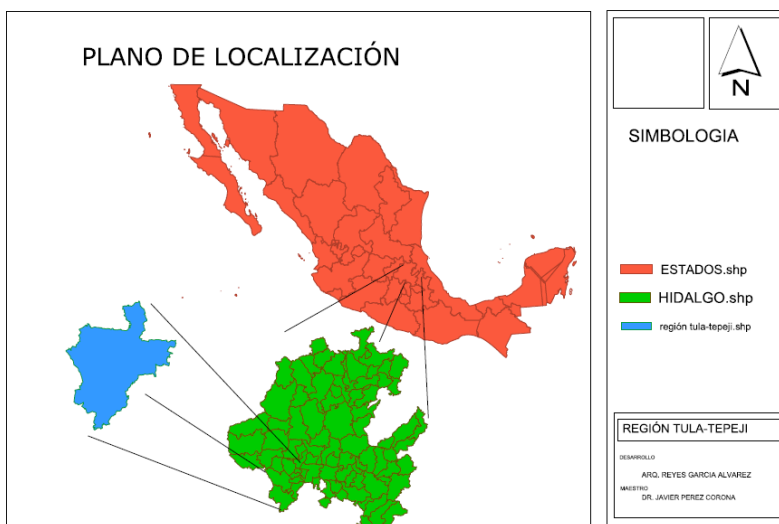 PLANO DE LOCALIZACIÓN
N
SIMBOLOGIA
ESTADOS.shp
HIDALGO.shp
región tula-tepeji.shp
REGIÓN TULA-TEPEJI
DESARROLLO
ARQ. REYES GARCIA ALVAREZ
MAESTRO
DR. JAVIER PEREZ CORONA